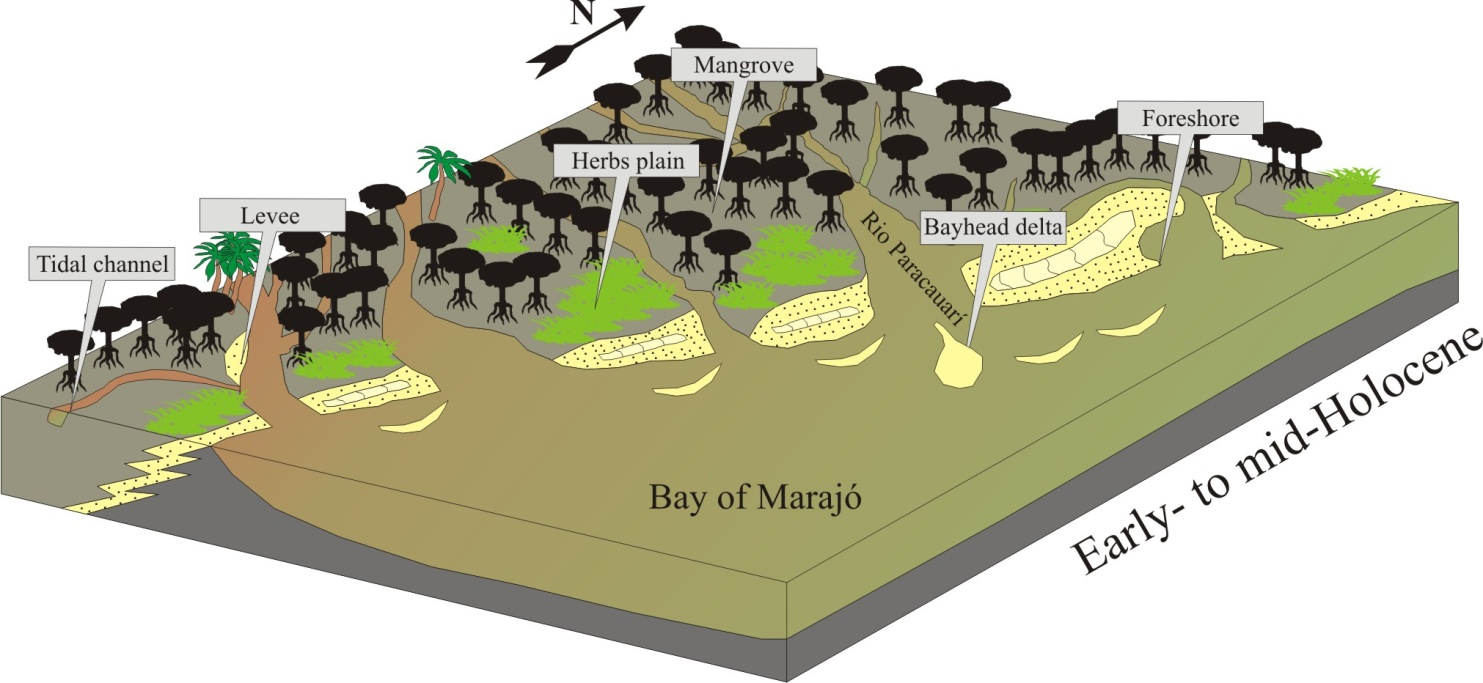 N
Mangrove
Foreshore
Herbs plain
Levee
Bayhead delta
Tidal channel
Rio Paracauarí
Bay of Marajó
Early- to mid-Holocene